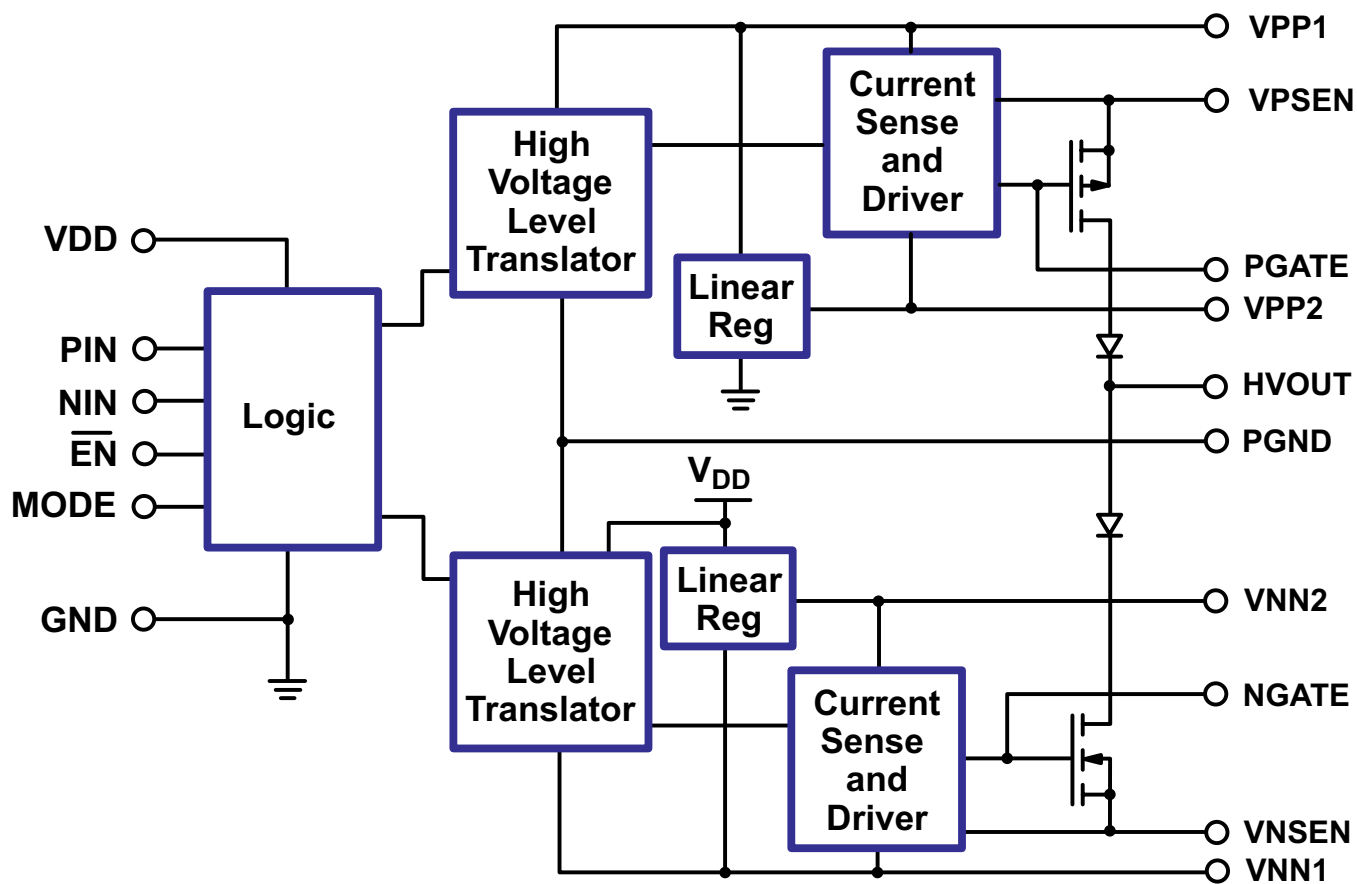 VPP1
Current
Sense
and
Driver
VPSEN
High
Voltage
Level
Translator
VDD
PGATE
Linear
Reg
VPP2
PIN
HVOUT
NIN
Logic
PGND
EN
VDD
MODE
High
Voltage
Level
Translator
Linear
Reg
VNN2
GND
Current
Sense
and
Driver
NGATE
VNSEN
VNN1